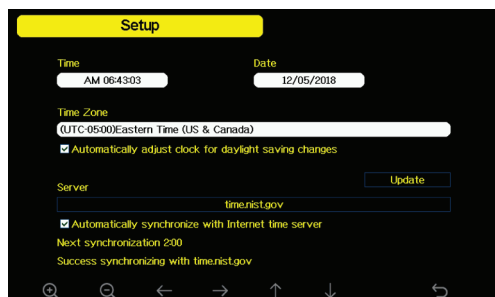 Setup
Time
Date
AM 06:43:03
12/05/2018
Time Zone
(UTC-05:00)Eastern Time (US & Canada)
Automatically adjust clock for daylight saving changes
Update
Server
time.nist.gov
Automatically synchronize with Internet time server
Next synchronization 2:00
Success synchronizing with time.nist.gov